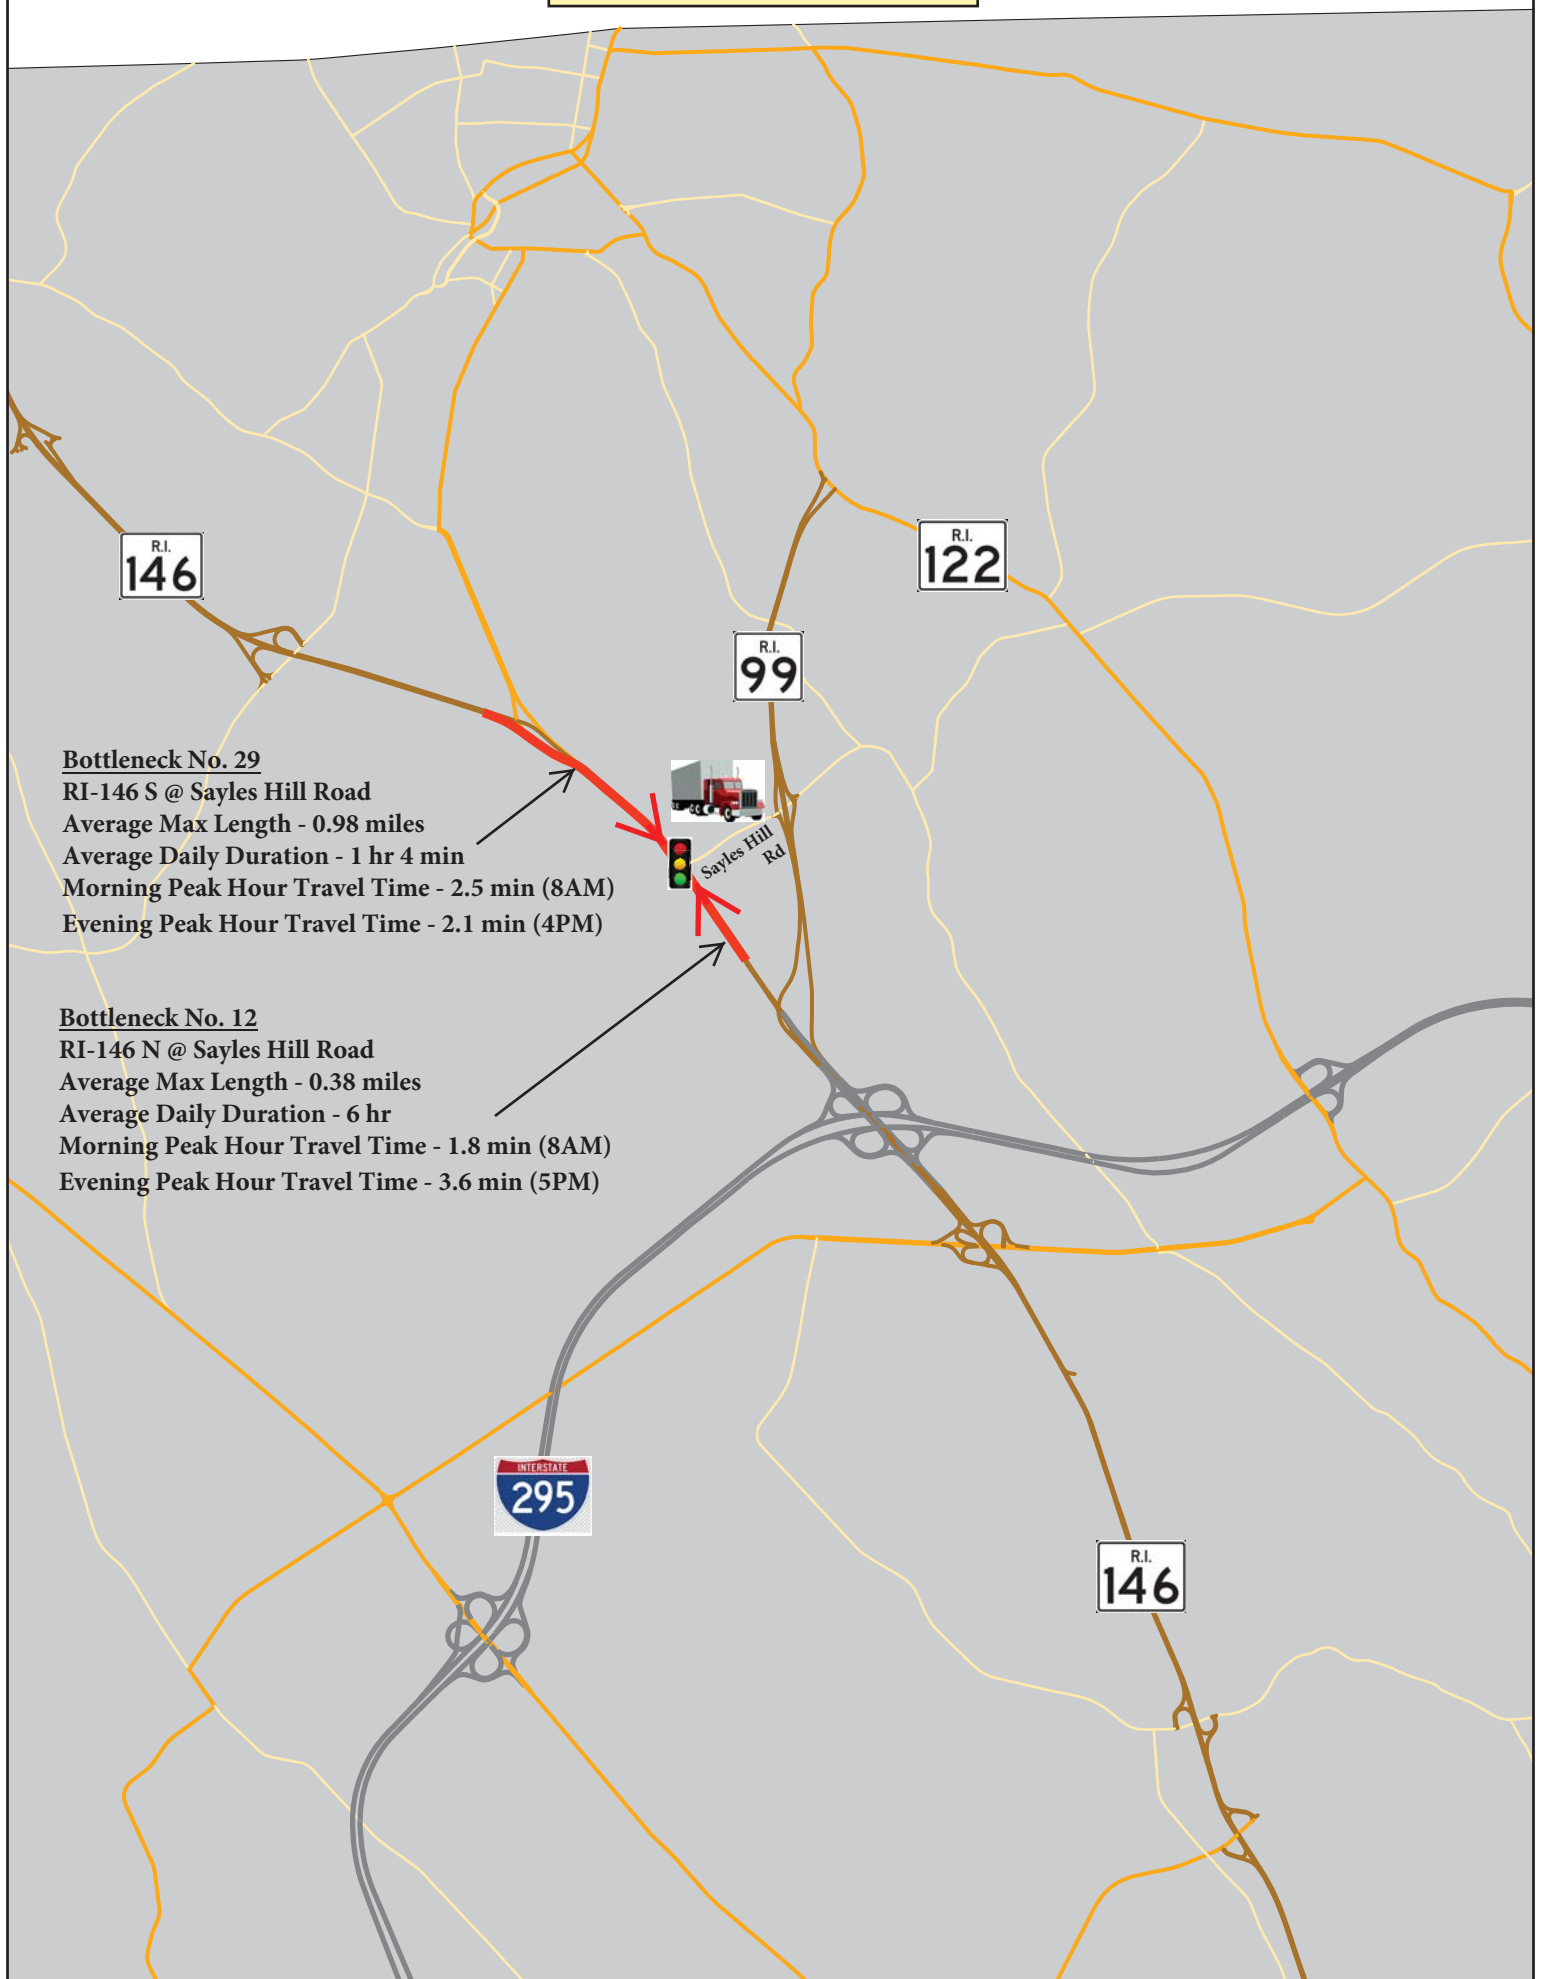 R.I.
146
R.I.
122
R.I.
99
Bottleneck No. 29
RI-146 S @ Sayles Hill Road
Average Max Length - 0.98 miles
Average Daily Duration - 1 hr 4 min
Morning Peak Hour Travel Time - 2.5 min (8AM)
Evening Peak Hour Travel Time - 2.1 min (4PM)
Sayles Hill
Rd
Bottleneck No. 12
RI-146 N @ Sayles Hill Road
Average Max Length - 0.38 miles
Average Daily Duration - 6 hr
Morning Peak Hour Travel Time - 1.8 min (8AM)
Evening Peak Hour Travel Time - 3.6 min (5PM)
INTERSTATE
295
R.I.
146